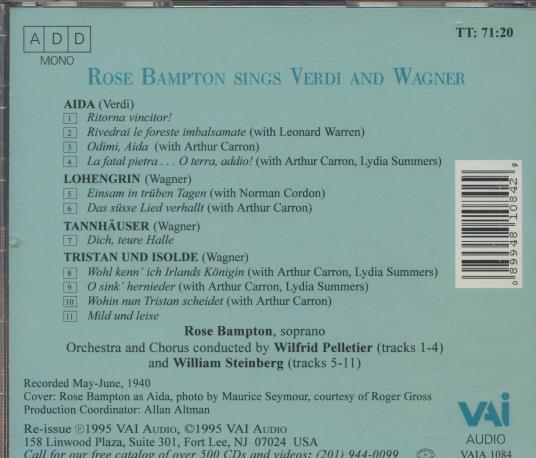 ADD
MONO
TT: 71:20
ROSE BAMPTON SINGS VERDI AND WAGNER
AIDA (Verdi)
1 Ritorna vincitor!
2 Rivedrai le foreste imbalsamate (with Leonard Warren)
3 Odimi, Aida (with Arthur Carron)
4 La fatal pietra . . . O terra, addio! (with Arthur Carron, Lydia Summers)
LOHENGRIN (Wagner)
5 Einsam in trüben Tagen (with Norman Cordon)
6 Das süsse Lied verhallt (with Arthur Carron)
TANNHÄUSER (Wagner)
7 Dich, teure Halle
TRISTAN UND ISOLDE (Wagner)
8 Wohl kenn' ich Irlands Königin (with Arthur Carron, Lydia Summers)
9 O sink' hernieder (with Arthur Carron, Lydia Summers)
10 Wohin nun Tristan scheidet (with Arthur Carron)
11 Mild und leise
Rose Bampton, soprano
Orchestra and Chorus conducted by Wilfrid Pelletier (tracks 1-4)
and William Steinberg (tracks 5-11)
0 89948 10842 9
Recorded May-June, 1940
Cover: Rose Bampton as Aida, photo by Maurice Seymour, courtesy of Roger Gross
Production Coordinator: Allan Altman
Re-issue ℗1995 VAI AUDIO, ©1995 VAI AUDIO
158 Linwood Plaza, Suite 301, Fort Lee, NJ 07024 USA
Call for our free catalog of over 500 CDs and videos: (201) 944-0099
VAI
AUDIO
VAIA 1084